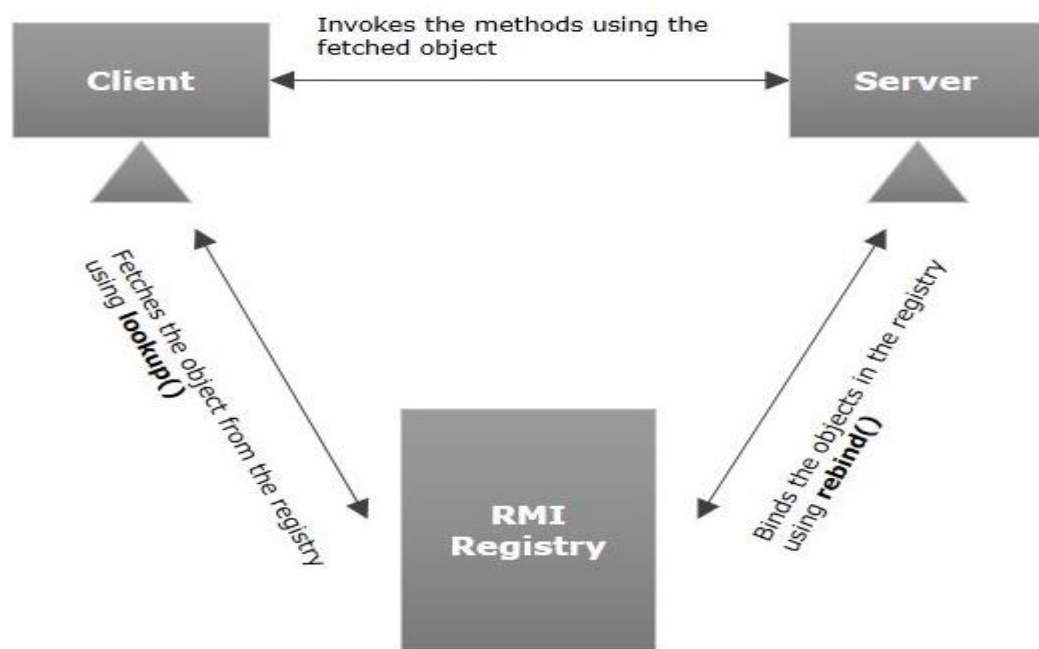 Invokes the methods using the
fetched object
Client
Server
Fetches the object from the registry
using lookup()
Binds the objects in the registry
using rebind()
RMI
Registry